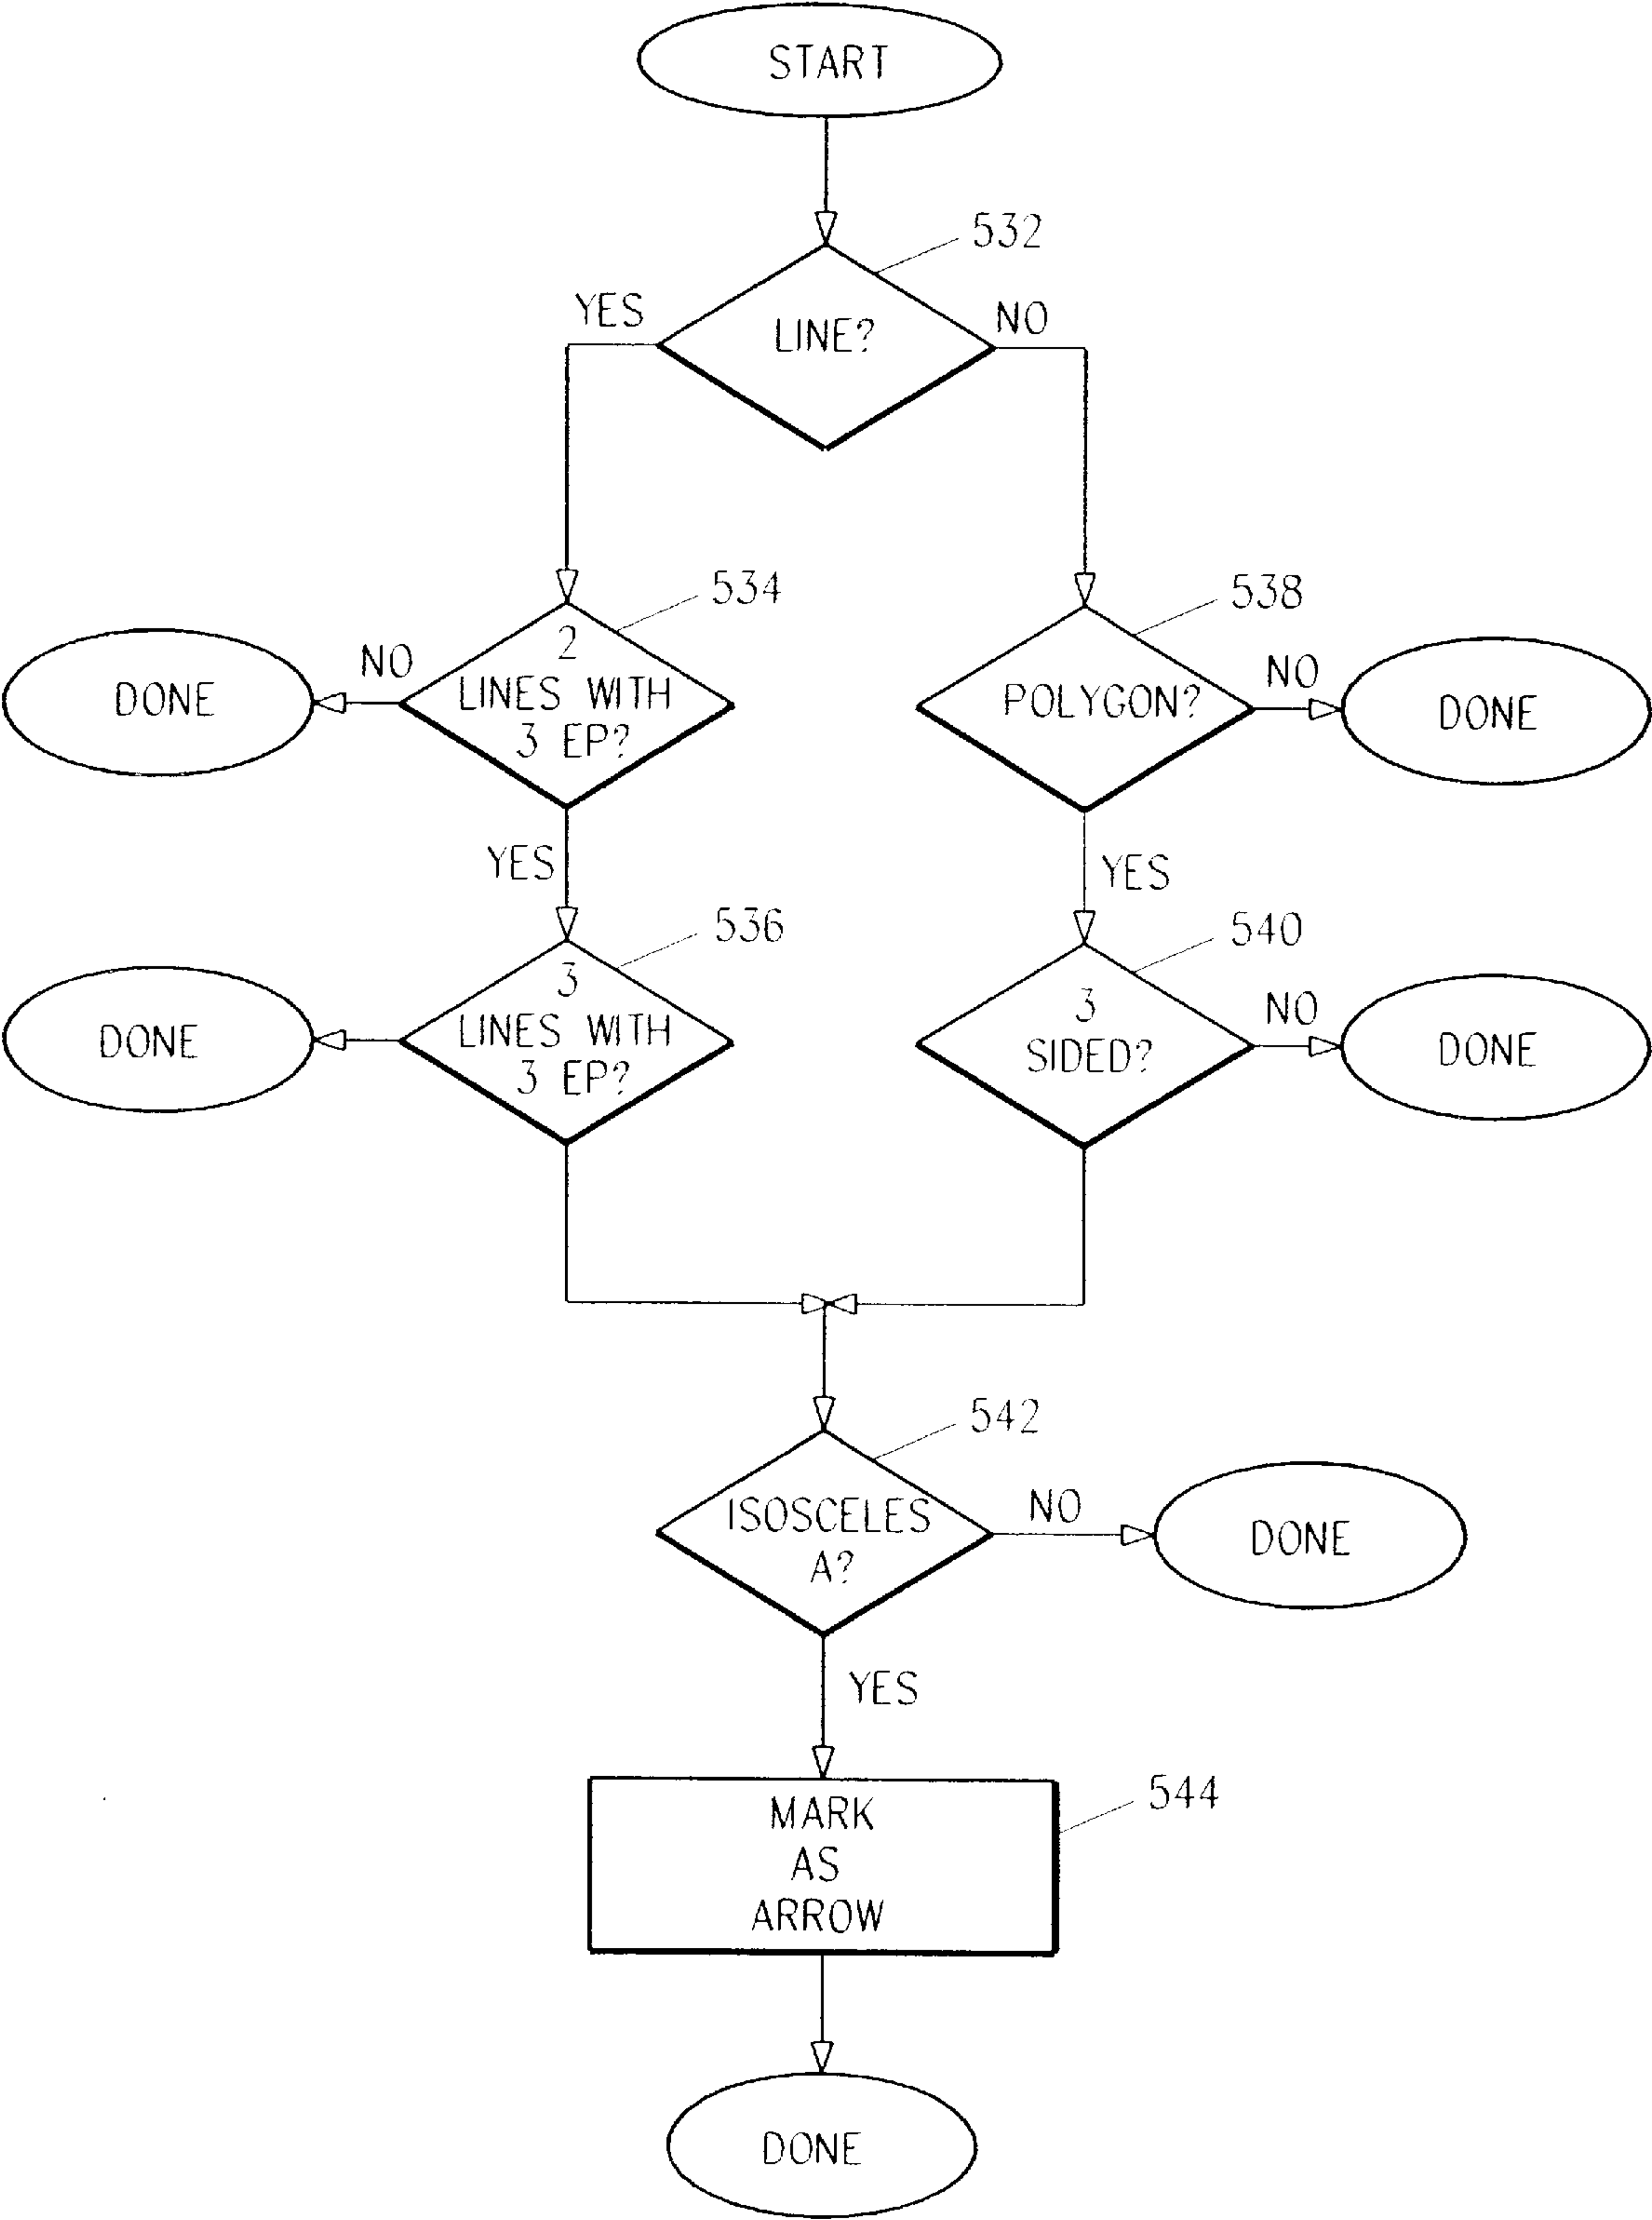 START
532
YES
LINE?
NO
534
538
2
LINES WITH
3 EP?
NO
DONE
POLYGON?
NO
DONE
YES
YES
536
540
3
LINES WITH
3 EP?
DONE
3
SIDED?
NO
DONE
542
ISOSCELES
A?
NO
DONE
YES
544
MARK
AS
ARROW
DONE